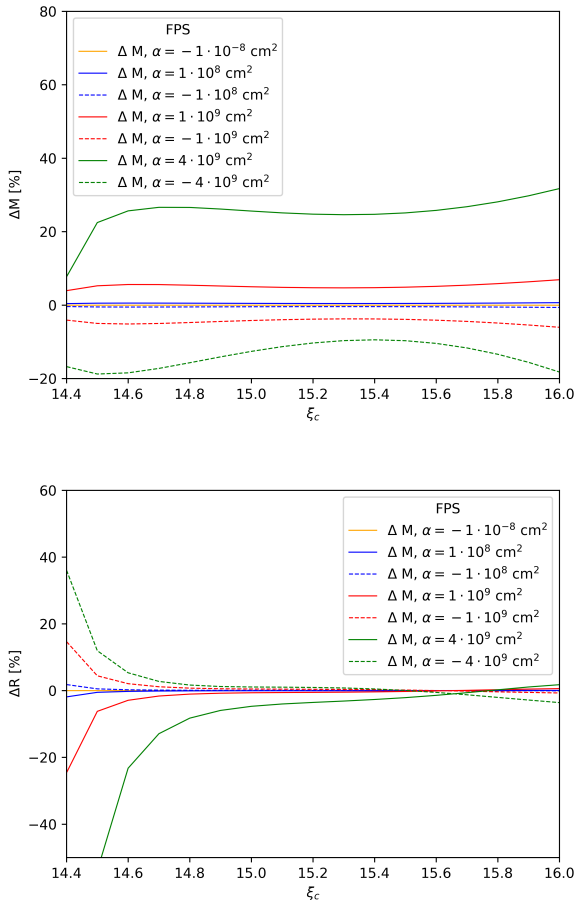 80
60
40
20
0
−20
ΔM [%]
FPS
Δ M, α = −1 · 10⁻⁸ cm²
Δ M, α = 1 · 10⁸ cm²
Δ M, α = −1 · 10⁸ cm²
Δ M, α = 1 · 10⁹ cm²
Δ M, α = −1 · 10⁹ cm²
Δ M, α = 4 · 10⁹ cm²
Δ M, α = −4 · 10⁹ cm²
14.4 14.6 14.8 15.0 15.2 15.4 15.6 15.8 16.0
ξc
60
40
20
0
−20
−40
ΔR [%]
FPS
Δ M, α = −1 · 10⁻⁸ cm²
Δ M, α = 1 · 10⁸ cm²
Δ M, α = −1 · 10⁸ cm²
Δ M, α = 1 · 10⁹ cm²
Δ M, α = −1 · 10⁹ cm²
Δ M, α = 4 · 10⁹ cm²
Δ M, α = −4 · 10⁹ cm²
14.4 14.6 14.8 15.0 15.2 15.4 15.6 15.8 16.0
ξc